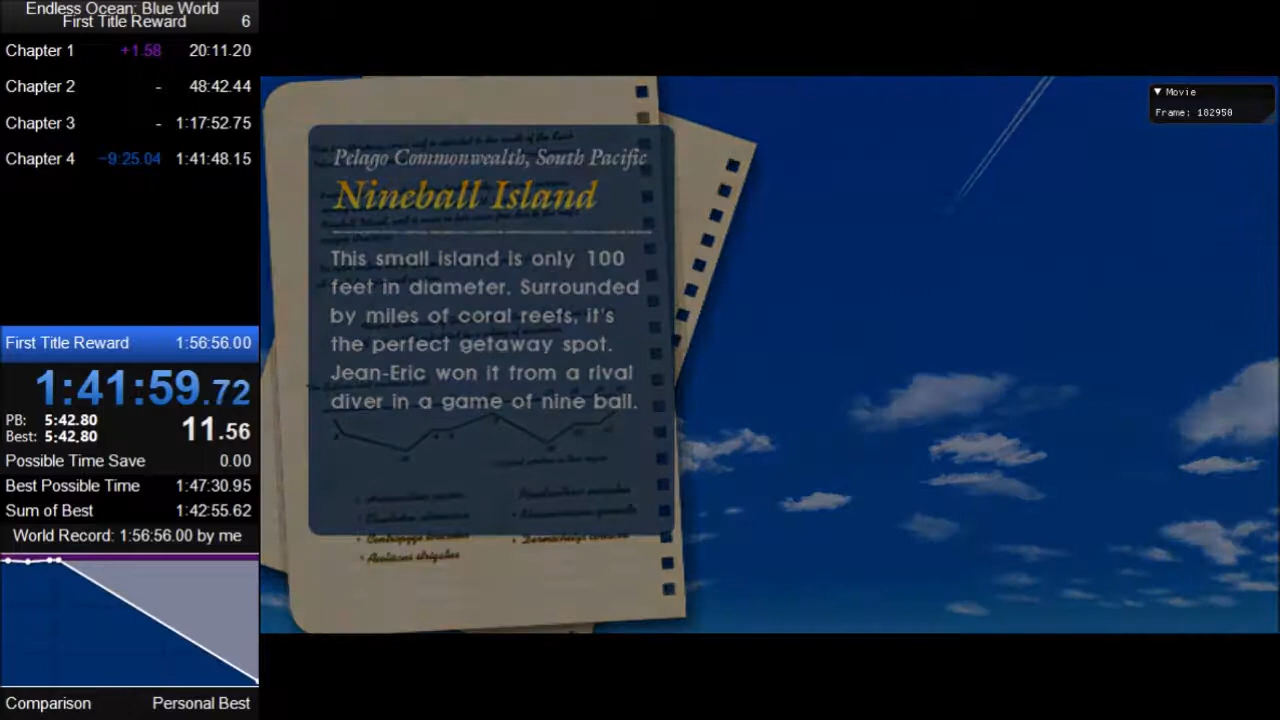 Endless Ocean: Blue World
First Title Reward 6
Chapter 1 +1.58 20:11.20
Chapter 2 - 48:42.44
Chapter 3 - 1:17:52.75
Chapter 4 −9:25.04 1:41:48.15
First Title Reward 1:56:56.00
1:41:59.72
PB: 5:42.80
Best: 5:42.80
11.56
Possible Time Save 0.00
Best Possible Time 1:47:30.95
Sum of Best 1:42:55.62
World Record: 1:56:56.00 by me
Comparison Personal Best
Pelago Commonwealth, South Pacific
Nineball Island
This small island is only 100
feet in diameter. Surrounded
by miles of coral reefs, it's
the perfect getaway spot.
Jean-Eric won it from a rival
diver in a game of nine ball.
▼ Movie
Frame: 182950